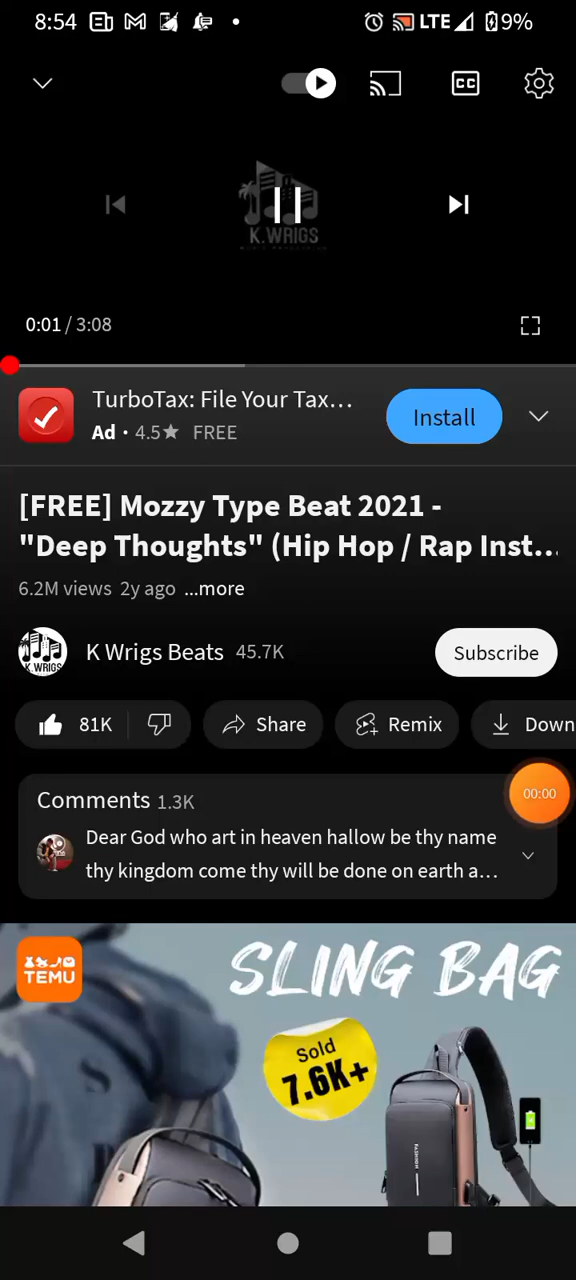 8:54 LTE 9%
CC
K.WRIGS
0:01 / 3:08
TurboTax: File Your Tax...
Install
Ad • 4.5★ FREE
[FREE] Mozzy Type Beat 2021 -
"Deep Thoughts" (Hip Hop / Rap Inst...
6.2M views 2y ago ...more
K.WRIGS
K Wrigs Beats 45.7K
Subscribe
81K
Share
Remix
Down
Comments 1.3K
00:00
Dear God who art in heaven hallow be thy name
thy kingdom come thy will be done on earth a...
TEMU
SLING BAG
Sold
7.6K+
FASHION